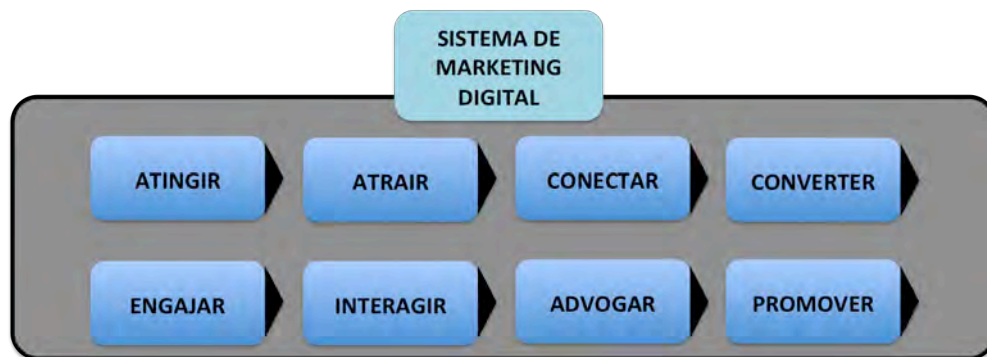 SISTEMA DE
MARKETING
DIGITAL
ATINGIR
ATRAIR
CONECTAR
CONVERTER
ENGAJAR
INTERAGIR
ADVOGAR
PROMOVER